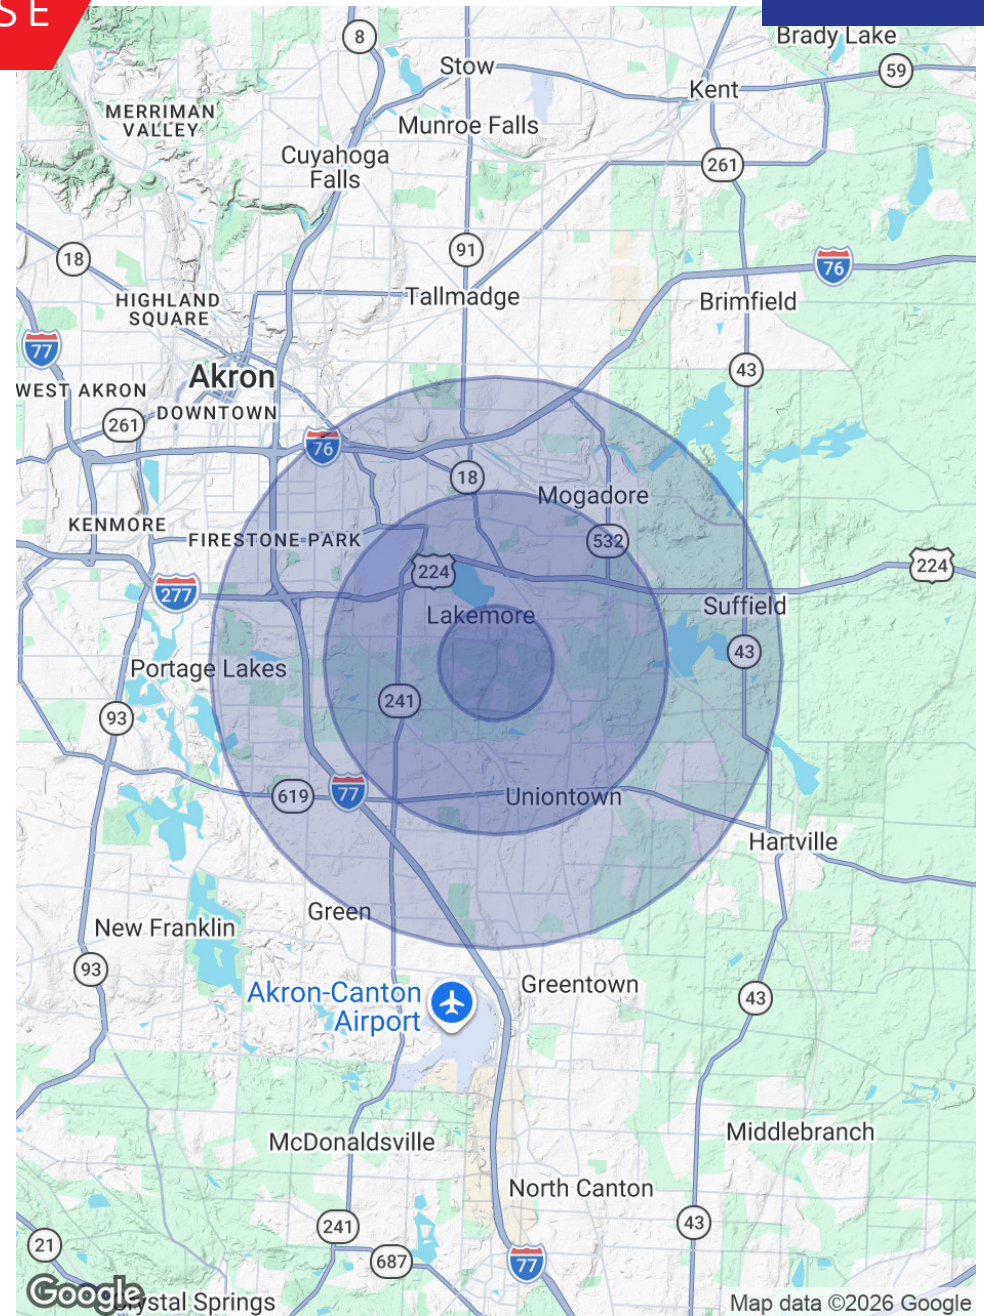 SE
Brady Lake
8
Stow
59
Kent
MERRIMAN
VALLEY
Munroe Falls
Cuyahoga
Falls
261
18
91
76
HIGHLAND
SQUARE
Tallmadge
Brimfield
77
Akron
43
WEST AKRON
DOWNTOWN
261
76
18
Mogadore
KENMORE
FIRESTONE PARK
532
224
224
277
Lakemore
Suffield
43
Portage Lakes
241
93
619
77
Uniontown
Hartville
Green
New Franklin
93
Greentown
Akron-Canton
Airport
43
McDonaldsville
Middlebranch
North Canton
241
43
21
687
77
Google
Crystal Springs
Map data ©2026 Google